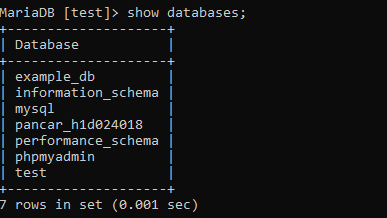 MariaDB [test]> show databases;
+--------------------+
| Database           |
+--------------------+
| example_db         |
| information_schema |
| mysql              |
| pancar_h1d024018   |
| performance_schema |
| phpmyadmin         |
| test               |
+--------------------+
7 rows in set (0.001 sec)